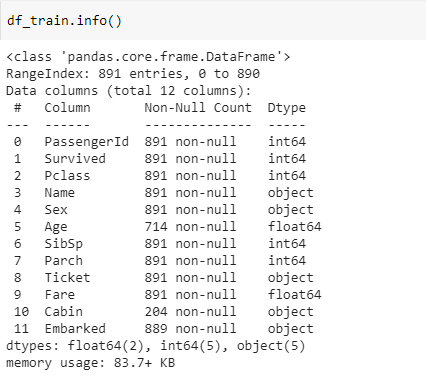 df_train.info()
<class 'pandas.core.frame.DataFrame'>
RangeIndex: 891 entries, 0 to 890
Data columns (total 12 columns):
 #   Column       Non-Null Count  Dtype
---  ------       --------------  -----
 0   PassengerId  891 non-null    int64
 1   Survived     891 non-null    int64
 2   Pclass       891 non-null    int64
 3   Name         891 non-null    object
 4   Sex          891 non-null    object
 5   Age          714 non-null    float64
 6   SibSp        891 non-null    int64
 7   Parch        891 non-null    int64
 8   Ticket       891 non-null    object
 9   Fare         891 non-null    float64
 10  Cabin        204 non-null    object
 11  Embarked     889 non-null    object
dtypes: float64(2), int64(5), object(5)
memory usage: 83.7+ KB